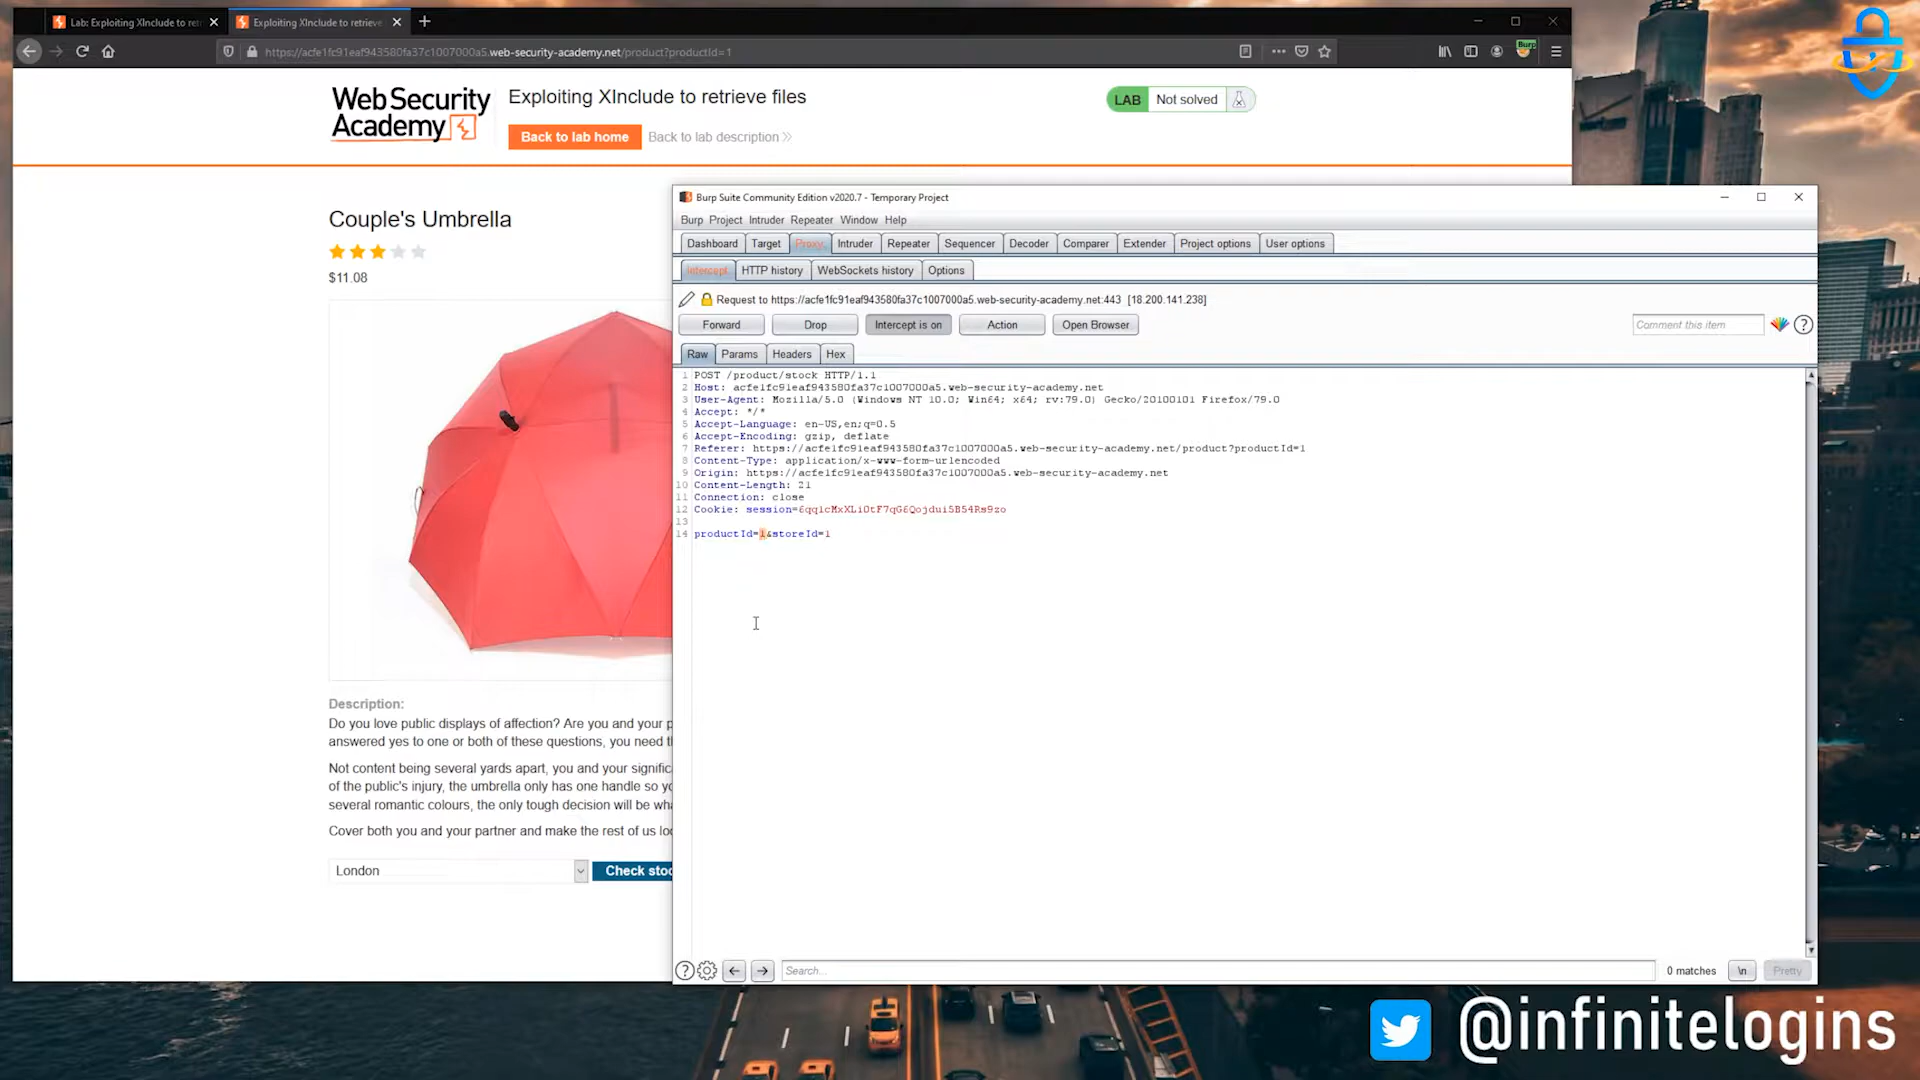 Lab: Exploiting XInclude to ret
Exploiting XInclude to retrieve
https://acfe1fc91eaf943580fa37c1007000a5.web-security-academy.net/product?productId=1
Burp
Web Security
Academy
Exploiting XInclude to retrieve files
Back to lab home
Back to lab description
LAB Not solved
Couple's Umbrella
$11.08
Description:
Do you love public displays of affection? Are you and your p
answered yes to one or both of these questions, you need th
Not content being several yards apart, you and your signific
of the public's injury, the umbrella only has one handle so yo
several romantic colours, the only tough decision will be wha
Cover both you and your partner and make the rest of us loo
London
Check stoc
Burp Suite Community Edition v2020.7 - Temporary Project
Burp Project Intruder Repeater Window Help
Dashboard Target Proxy Intruder Repeater Sequencer Decoder Comparer Extender Project options User options
Intercept HTTP history WebSockets history Options
Request to https://acfe1fc91eaf943580fa37c1007000a5.web-security-academy.net:443 [18.200.141.238]
Forward Drop Intercept is on Action Open Browser
Comment this item
Raw Params Headers Hex
1 POST /product/stock HTTP/1.1
2 Host: acfe1fc91eaf943580fa37c1007000a5.web-security-academy.net
3 User-Agent: Mozilla/5.0 (Windows NT 10.0; Win64; x64; rv:79.0) Gecko/20100101 Firefox/79.0
4 Accept: */*
5 Accept-Language: en-US,en;q=0.5
6 Accept-Encoding: gzip, deflate
7 Referer: https://acfe1fc91eaf943580fa37c1007000a5.web-security-academy.net/product?productId=1
8 Content-Type: application/x-www-form-urlencoded
9 Origin: https://acfe1fc91eaf943580fa37c1007000a5.web-security-academy.net
10 Content-Length: 21
11 Connection: close
12 Cookie: session=6qq1cMxXLi0tF7qG6Qojdui5B54Rs9zo
13
14 productId=1&storeId=1
Search...
0 matches
\n
Pretty
@infinitelogins